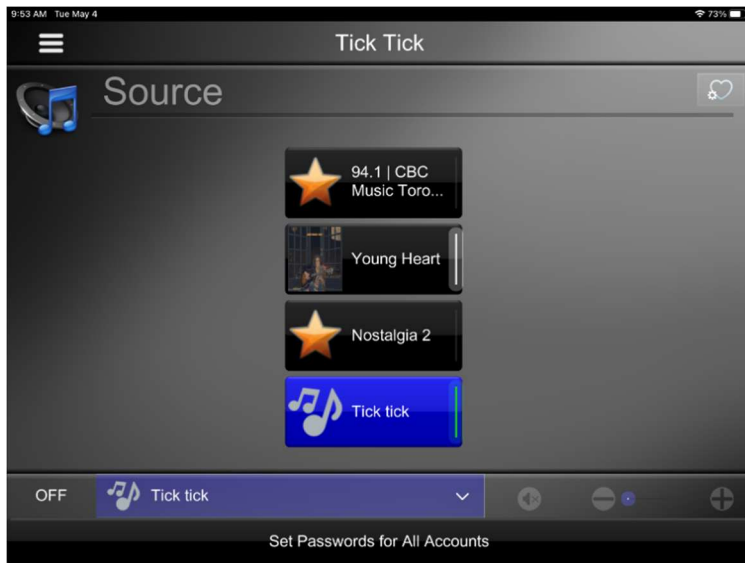 9:53 AM Tue May 4
73%
Tick Tick
Source
94.1 | CBC
Music Toro...
Young Heart
Nostalgia 2
Tick tick
OFF
Tick tick
Set Passwords for All Accounts